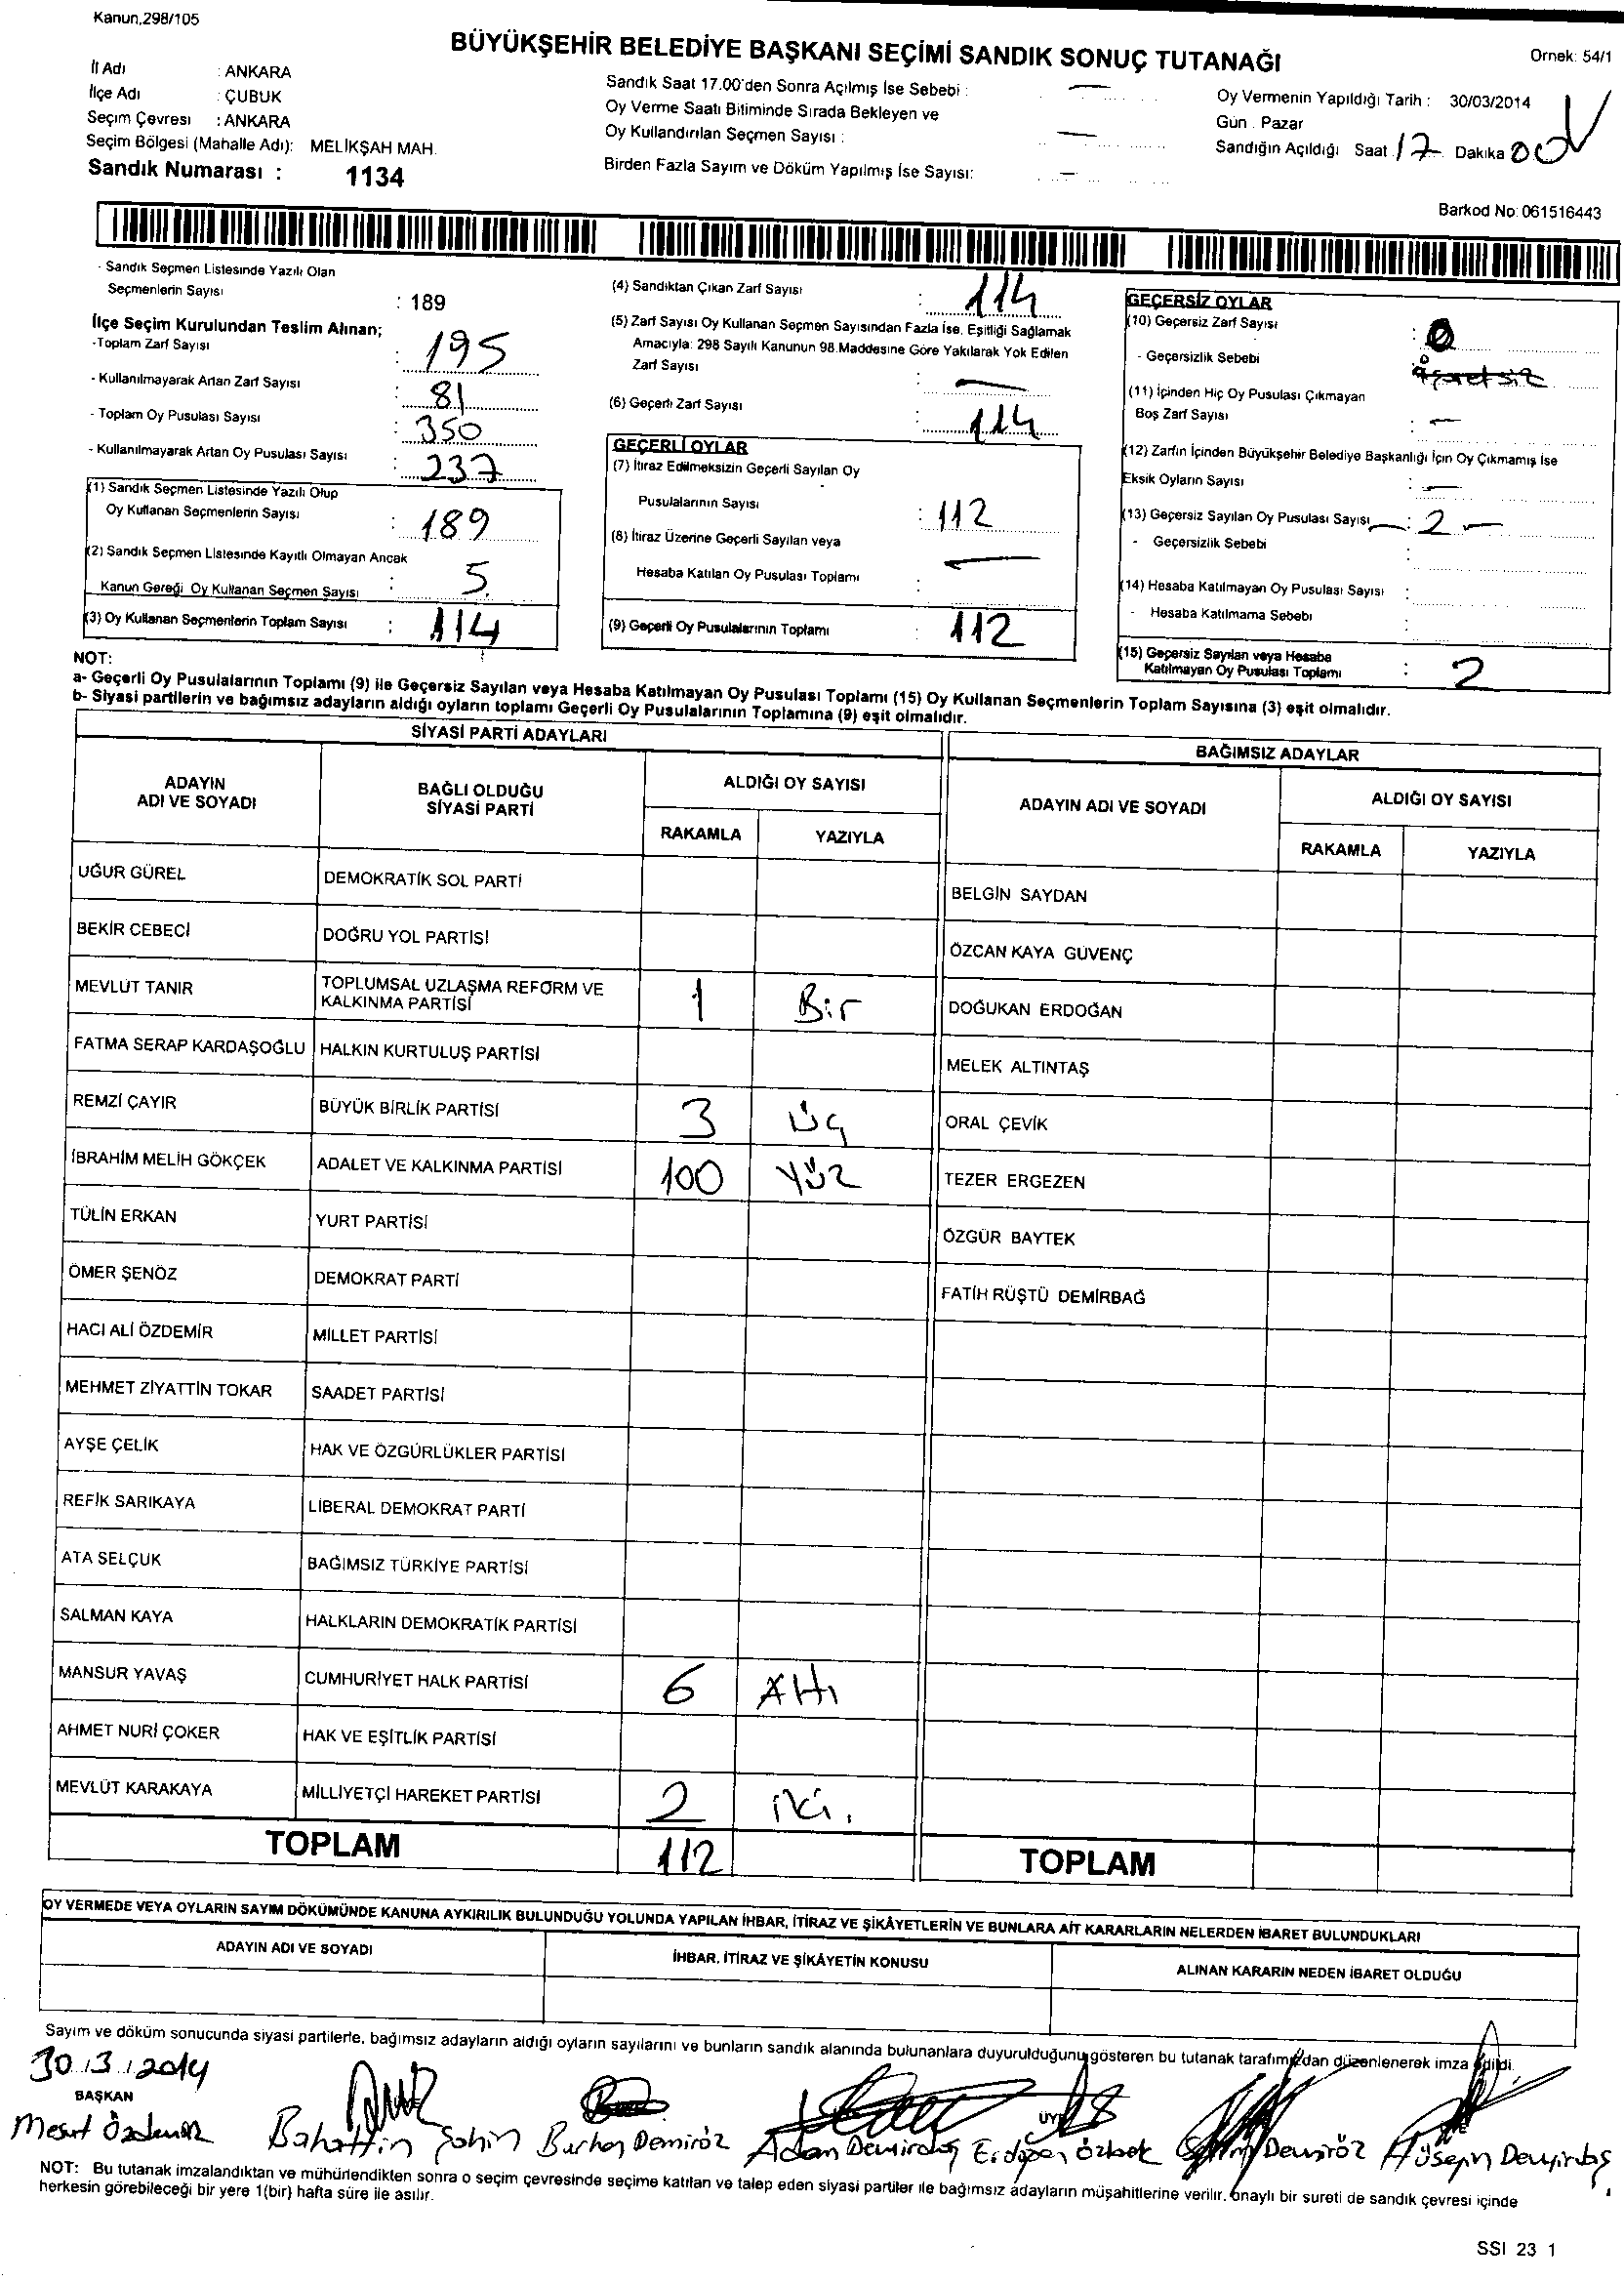 Kanun,298/105
BÜYÜKŞEHİR BELEDİYE BAŞKANI SEÇİMİ SANDIK SONUÇ TUTANAĞI
Ornek: 54/1
İl Adı : ANKARA
İlçe Adı : ÇUBUK
Seçim Çevresi : ANKARA
Seçim Bölgesi (Mahalle Adı): MELİKŞAH MAH.
Sandık Numarası : 1134
Sandık Saat 17.00'den Sonra Açılmış İse Sebebi : —
Oy Verme Saati Bitiminde Sırada Bekleyen ve
Oy Kullandırılan Seçmen Sayısı : —
Birden Fazla Sayım ve Döküm Yapılmış İse Sayısı: —
Oy Vermenin Yapıldığı Tarih : 30/03/2014
Gün . Pazar
Sandığın Açıldığı Saat 17 Dakika 00
Barkod No: 061516443
- Sandık Seçmen Listesinde Yazılı Olan
Seçmenlerin Sayısı : 189
İlçe Seçim Kurulundan Teslim Alınan;
-Toplam Zarf Sayısı : 195
- Kullanılmayarak Artan Zarf Sayısı : 81
- Toplam Oy Pusulası Sayısı : 350
- Kullanılmayarak Artan Oy Pusulası Sayısı : 237
(1) Sandık Seçmen Listesinde Yazılı Olup
Oy Kullanan Seçmenlerin Sayısı : 189
(2) Sandık Seçmen Listesinde Kayıtlı Olmayan Ancak
Kanun Gereği Oy Kullanan Seçmen Sayısı : 5.
(3) Oy Kullanan Seçmenlerin Toplam Sayısı : 114
(4) Sandıktan Çıkan Zarf Sayısı : 114
(5) Zarf Sayısı Oy Kullanan Seçmen Sayısından Fazla İse, Eşitliği Sağlamak
Amacıyla: 298 Sayılı Kanunun 98.Maddesine Göre Yakılarak Yok Edilen
Zarf Sayısı : —
(6) Geçerli Zarf Sayısı : 114
GEÇERLİ OYLAR
(7) İtiraz Edilmeksizin Geçerli Sayılan Oy
Pusulalarının Sayısı : 112
(8) İtiraz Üzerine Geçerli Sayılan veya
Hesaba Katılan Oy Pusulası Toplamı : —
(9) Geçerli Oy Pusulalarının Toplamı : 112
GEÇERSİZ OYLAR
(10) Geçersiz Zarf Sayısı : 0
- Geçersizlik Sebebi :
(11) İçinden Hiç Oy Pusulası Çıkmayan
Boş Zarf Sayısı : —
(12) Zarfın İçinden Büyükşehir Belediye Başkanlığı İçin Oy Çıkmamış İse
Eksik Oyların Sayısı : —
(13) Geçersiz Sayılan Oy Pusulası Sayısı — : 2 —
- Geçersizlik Sebebi :
(14) Hesaba Katılmayan Oy Pusulası Sayısı :
- Hesaba Katılmama Sebebi :
(15) Geçersiz Sayılan veya Hesaba
Katılmayan Oy Pusulası Toplamı : 2
NOT:
a- Geçerli Oy Pusulalarının Toplamı (9) ile Geçersiz Sayılan veya Hesaba Katılmayan Oy Pusulası Toplamı (15) Oy Kullanan Seçmenlerin Toplam Sayısına (3) eşit olmalıdır.
b- Siyasi partilerin ve bağımsız adayların aldığı oyların toplamı Geçerli Oy Pusulalarının Toplamına (9) eşit olmalıdır.
SİYASİ PARTİ ADAYLARI
ADAYIN ADI VE SOYADI
BAĞLI OLDUĞU SİYASİ PARTİ
ALDIĞI OY SAYISI
RAKAMLA YAZIYLA
UĞUR GÜREL DEMOKRATİK SOL PARTİ
BEKİR CEBECİ DOĞRU YOL PARTİSİ
MEVLÜT TANIR TOPLUMSAL UZLAŞMA REFORM VE KALKINMA PARTİSİ 1 Bir
FATMA SERAP KARDAŞOĞLU HALKIN KURTULUŞ PARTİSİ
REMZİ ÇAYIR BÜYÜK BİRLİK PARTİSİ 3 Üç
İBRAHİM MELİH GÖKÇEK ADALET VE KALKINMA PARTİSİ 100 YÜZ
TÜLİN ERKAN YURT PARTİSİ
ÖMER ŞENÖZ DEMOKRAT PARTİ
HACI ALİ ÖZDEMİR MİLLET PARTİSİ
MEHMET ZİYATTİN TOKAR SAADET PARTİSİ
AYŞE ÇELİK HAK VE ÖZGÜRLÜKLER PARTİSİ
REFİK SARIKAYA LİBERAL DEMOKRAT PARTİ
ATA SELÇUK BAĞIMSIZ TÜRKİYE PARTİSİ
SALMAN KAYA HALKLARIN DEMOKRATİK PARTİSİ
MANSUR YAVAŞ CUMHURİYET HALK PARTİSİ 6 Altı
AHMET NURİ ÇOKER HAK VE EŞİTLİK PARTİSİ
MEVLÜT KARAKAYA MİLLİYETÇİ HAREKET PARTİSİ 2 iki.
TOPLAM 112
BAĞIMSIZ ADAYLAR
ADAYIN ADI VE SOYADI
ALDIĞI OY SAYISI
RAKAMLA YAZIYLA
BELGİN SAYDAN
ÖZCAN KAYA GÜVENÇ
DOĞUKAN ERDOĞAN
MELEK ALTINTAŞ
ORAL ÇEVİK
TEZER ERGEZEN
ÖZGÜR BAYTEK
FATİH RÜŞTÜ DEMİRBAĞ
TOPLAM
OY VERMEDE VEYA OYLARIN SAYIM DÖKÜMÜNDE KANUNA AYKIRILIK BULUNDUĞU YOLUNDA YAPILAN İHBAR, İTİRAZ VE ŞİKÂYETLERİN VE BUNLARA AİT KARARLARIN NELERDEN İBARET BULUNDUKLARI
ADAYIN ADI VE SOYADI
İHBAR, İTİRAZ VE ŞİKÂYETİN KONUSU
ALINAN KARARIN NEDEN İBARET OLDUĞU
Sayım ve döküm sonucunda siyasi partilerle, bağımsız adayların aldığı oyların sayılarını ve bunların sandık alanında bulunanlara duyurulduğunu gösteren bu tutanak tarafımızdan düzenlenerek imza edildi.
30.3.2014
BAŞKAN ÜYE
Mesut Özdemir Bahattin Şahin Burhan Demiröz Adem Demirdaş Erdoğan Özbek Demiröz Hüseyin Demirdaş
NOT: Bu tutanak imzalandıktan ve mühürlendikten sonra o seçim çevresinde seçime katılan ve talep eden siyasi partiler ile bağımsız adayların müşahitlerine verilir. Onaylı bir sureti de sandık çevresi içinde
herkesin görebileceği bir yere 1(bir) hafta süre ile asılır.
SSI 23 1